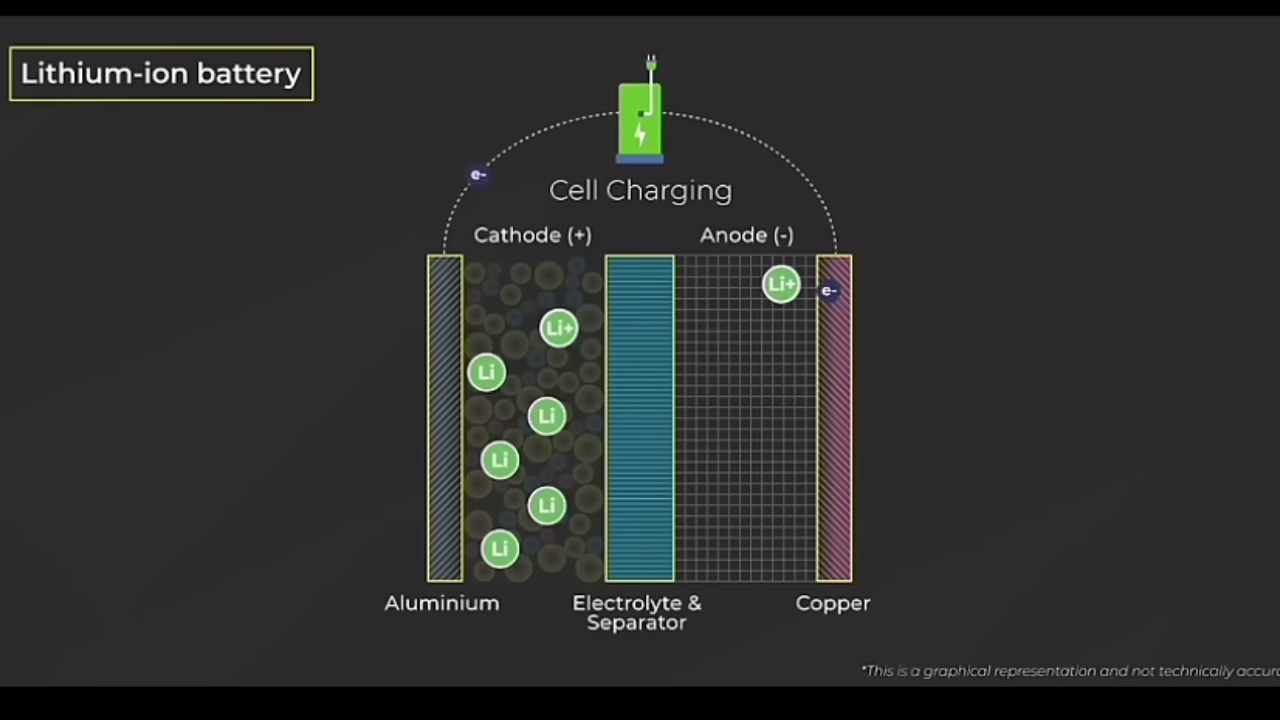 Lithium-ion battery
e-
Cell Charging
Cathode (+)
Anode (-)
Li+
e-
Li+
Li
Li
Li
Li
Li
Aluminium
Electrolyte &
Separator
Copper
*This is a graphical representation and not technically